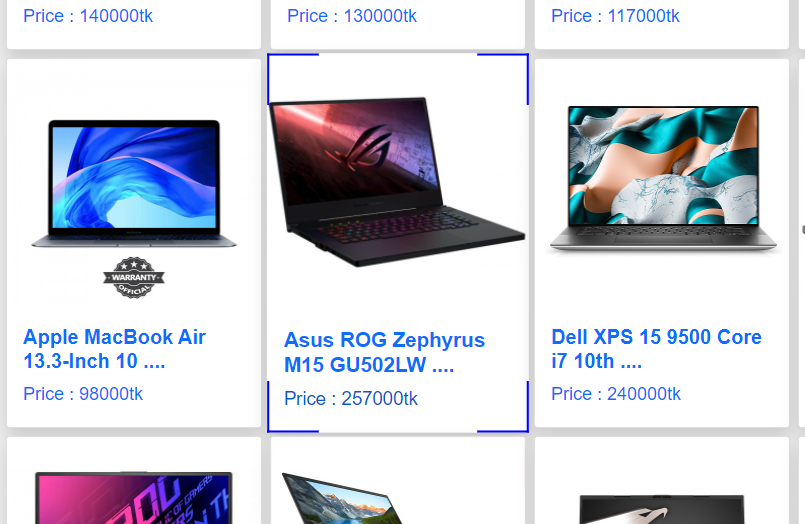 Price : 140000tk
Price : 130000tk
Price : 117000tk
WARRANTY
OFFICIAL
Apple MacBook Air
13.3-Inch 10 ....
Price : 98000tk
Asus ROG Zephyrus
M15 GU502LW ....
Price : 257000tk
Dell XPS 15 9500 Core
i7 10th ....
Price : 240000tk